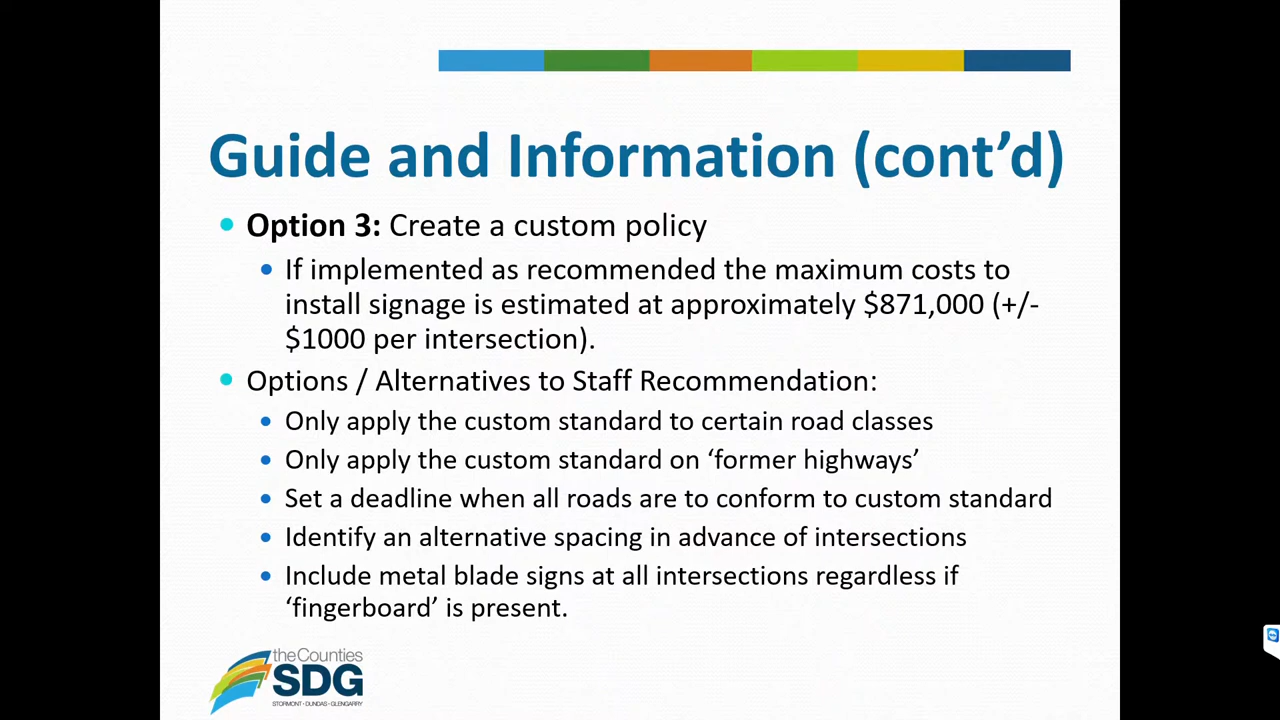 Guide and Information (cont’d)
• Option 3: Create a custom policy
• If implemented as recommended the maximum costs to
install signage is estimated at approximately $871,000 (+/-
$1000 per intersection).
• Options / Alternatives to Staff Recommendation:
• Only apply the custom standard to certain road classes
• Only apply the custom standard on ‘former highways’
• Set a deadline when all roads are to conform to custom standard
• Identify an alternative spacing in advance of intersections
• Include metal blade signs at all intersections regardless if
‘fingerboard’ is present.
theCounties
SDG
STORMONT · DUNDAS · GLENGARRY